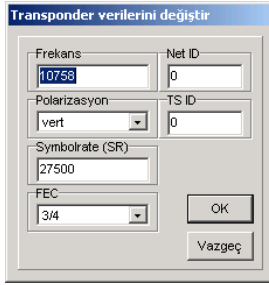 Transponder verilerini değiştir
Frekans
10758
Net ID
0
Polarizasyon
vert
TS ID
0
Symbolrate (SR)
27500
FEC
3/4
OK
Vazgeç